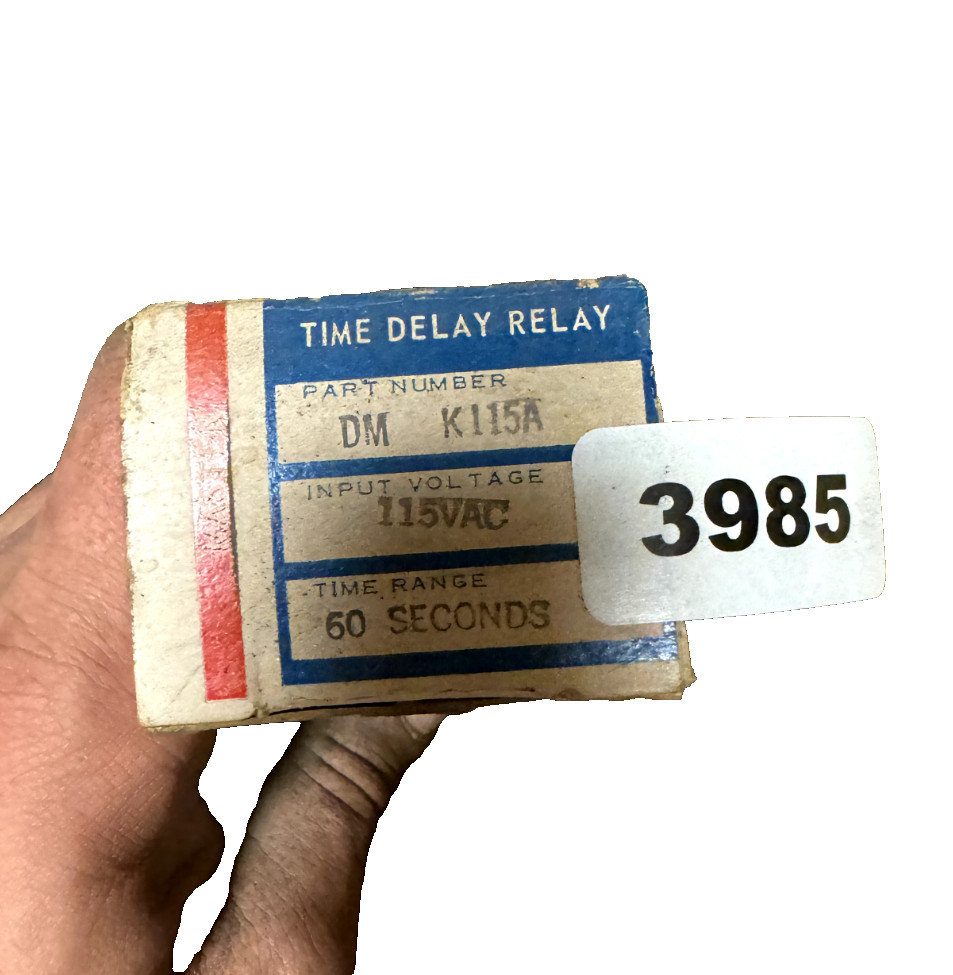 TIME DELAY RELAY
PART NUMBER
DM K115A
INPUT VOLTAGE
115VAC
TIME RANGE
60 SECONDS
3985